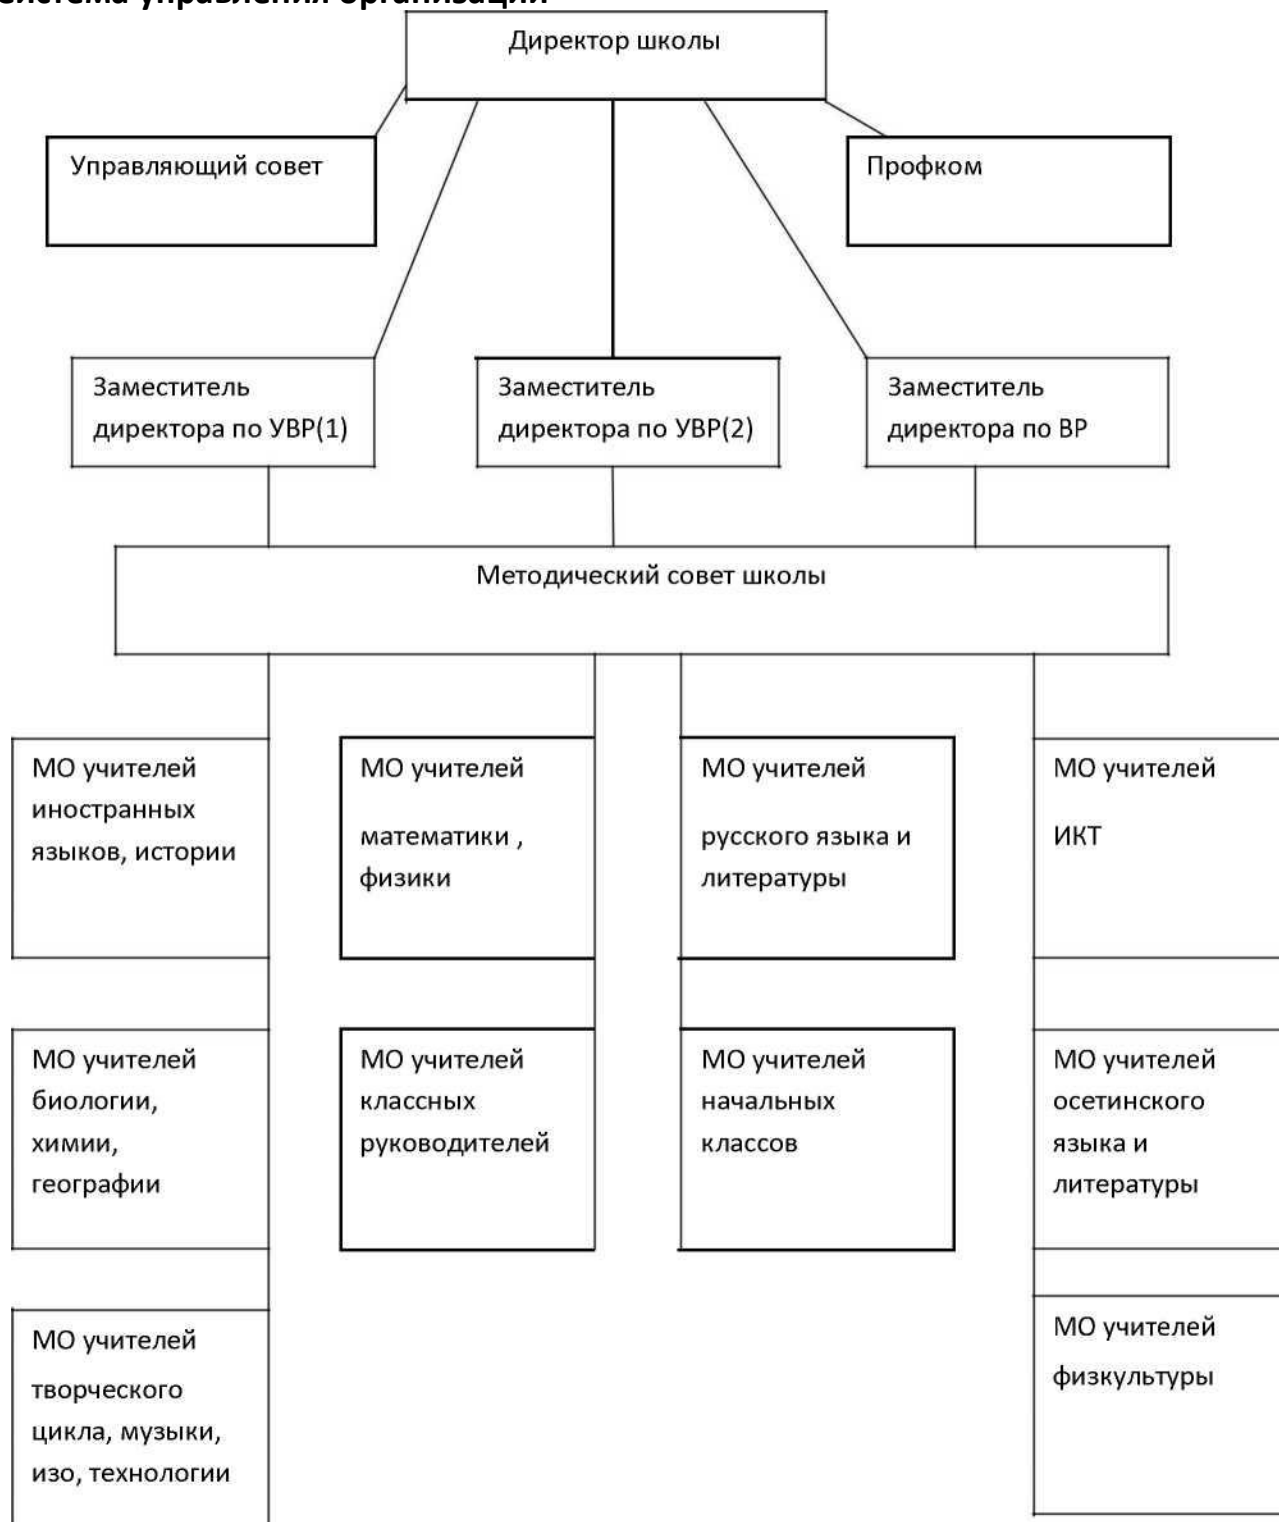 система управления организации
Директор школы
Управляющий совет
Профком
Заместитель
директора по УВР(1)
Заместитель
директора по УВР(2)
Заместитель
директора по ВР
Методический совет школы
МО учителей
иностранных
языков, истории
МО учителей
математики ,
физики
МО учителей
русского языка и
литературы
МО учителей
ИКТ
МО учителей
биологии,
химии,
географии
МО учителей
классных
руководителей
МО учителей
начальных
классов
МО учителей
осетинского
языка и
литературы
МО учителей
творческого
цикла, музыки,
изо, технологии
МО учителей
физкультуры